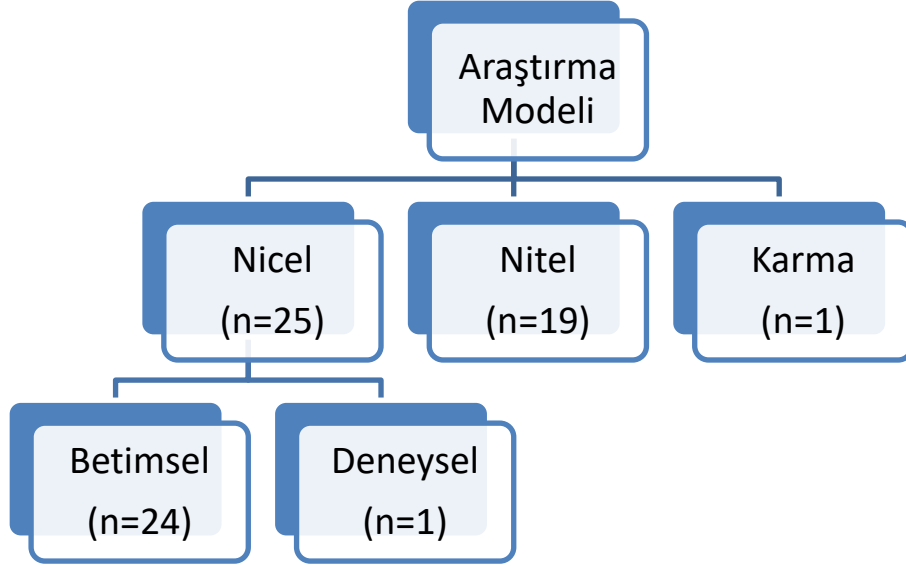 Araştırma
Modeli
Nicel
(n=25)
Nitel
(n=19)
Karma
(n=1)
Betimsel
(n=24)
Deneysel
(n=1)